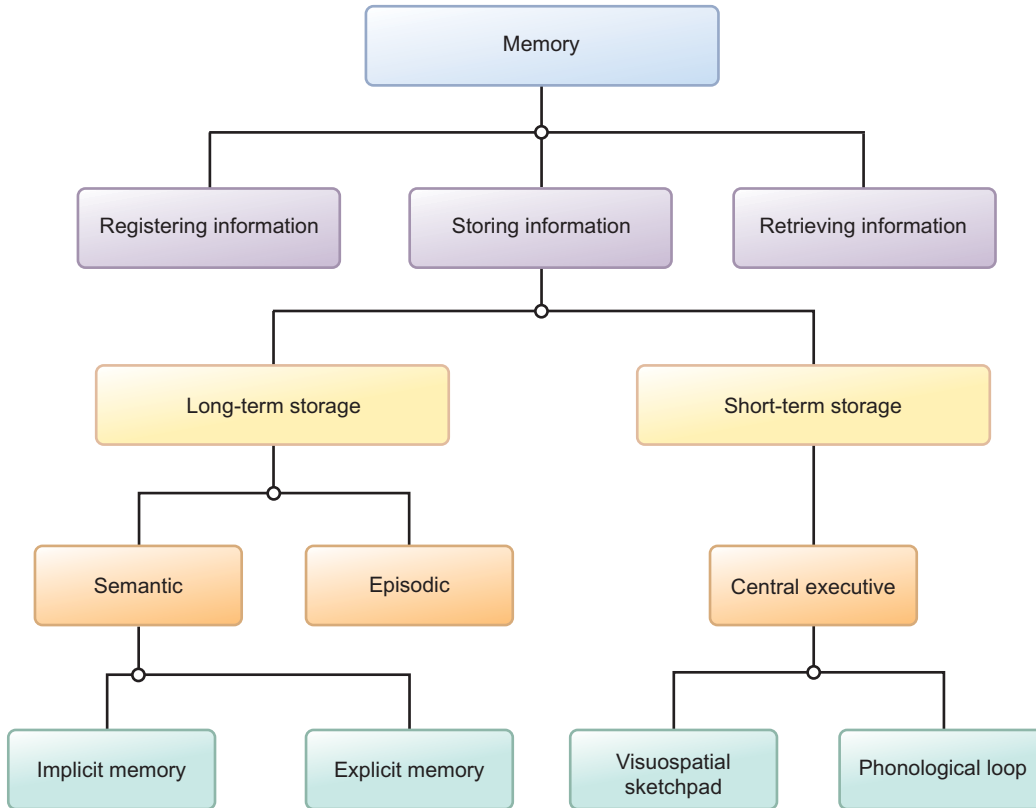 Memory
Registering information
Storing information
Retrieving information
Long-term storage
Short-term storage
Semantic
Episodic
Central executive
Implicit memory
Explicit memory
Visuospatial
sketchpad
Phonological loop